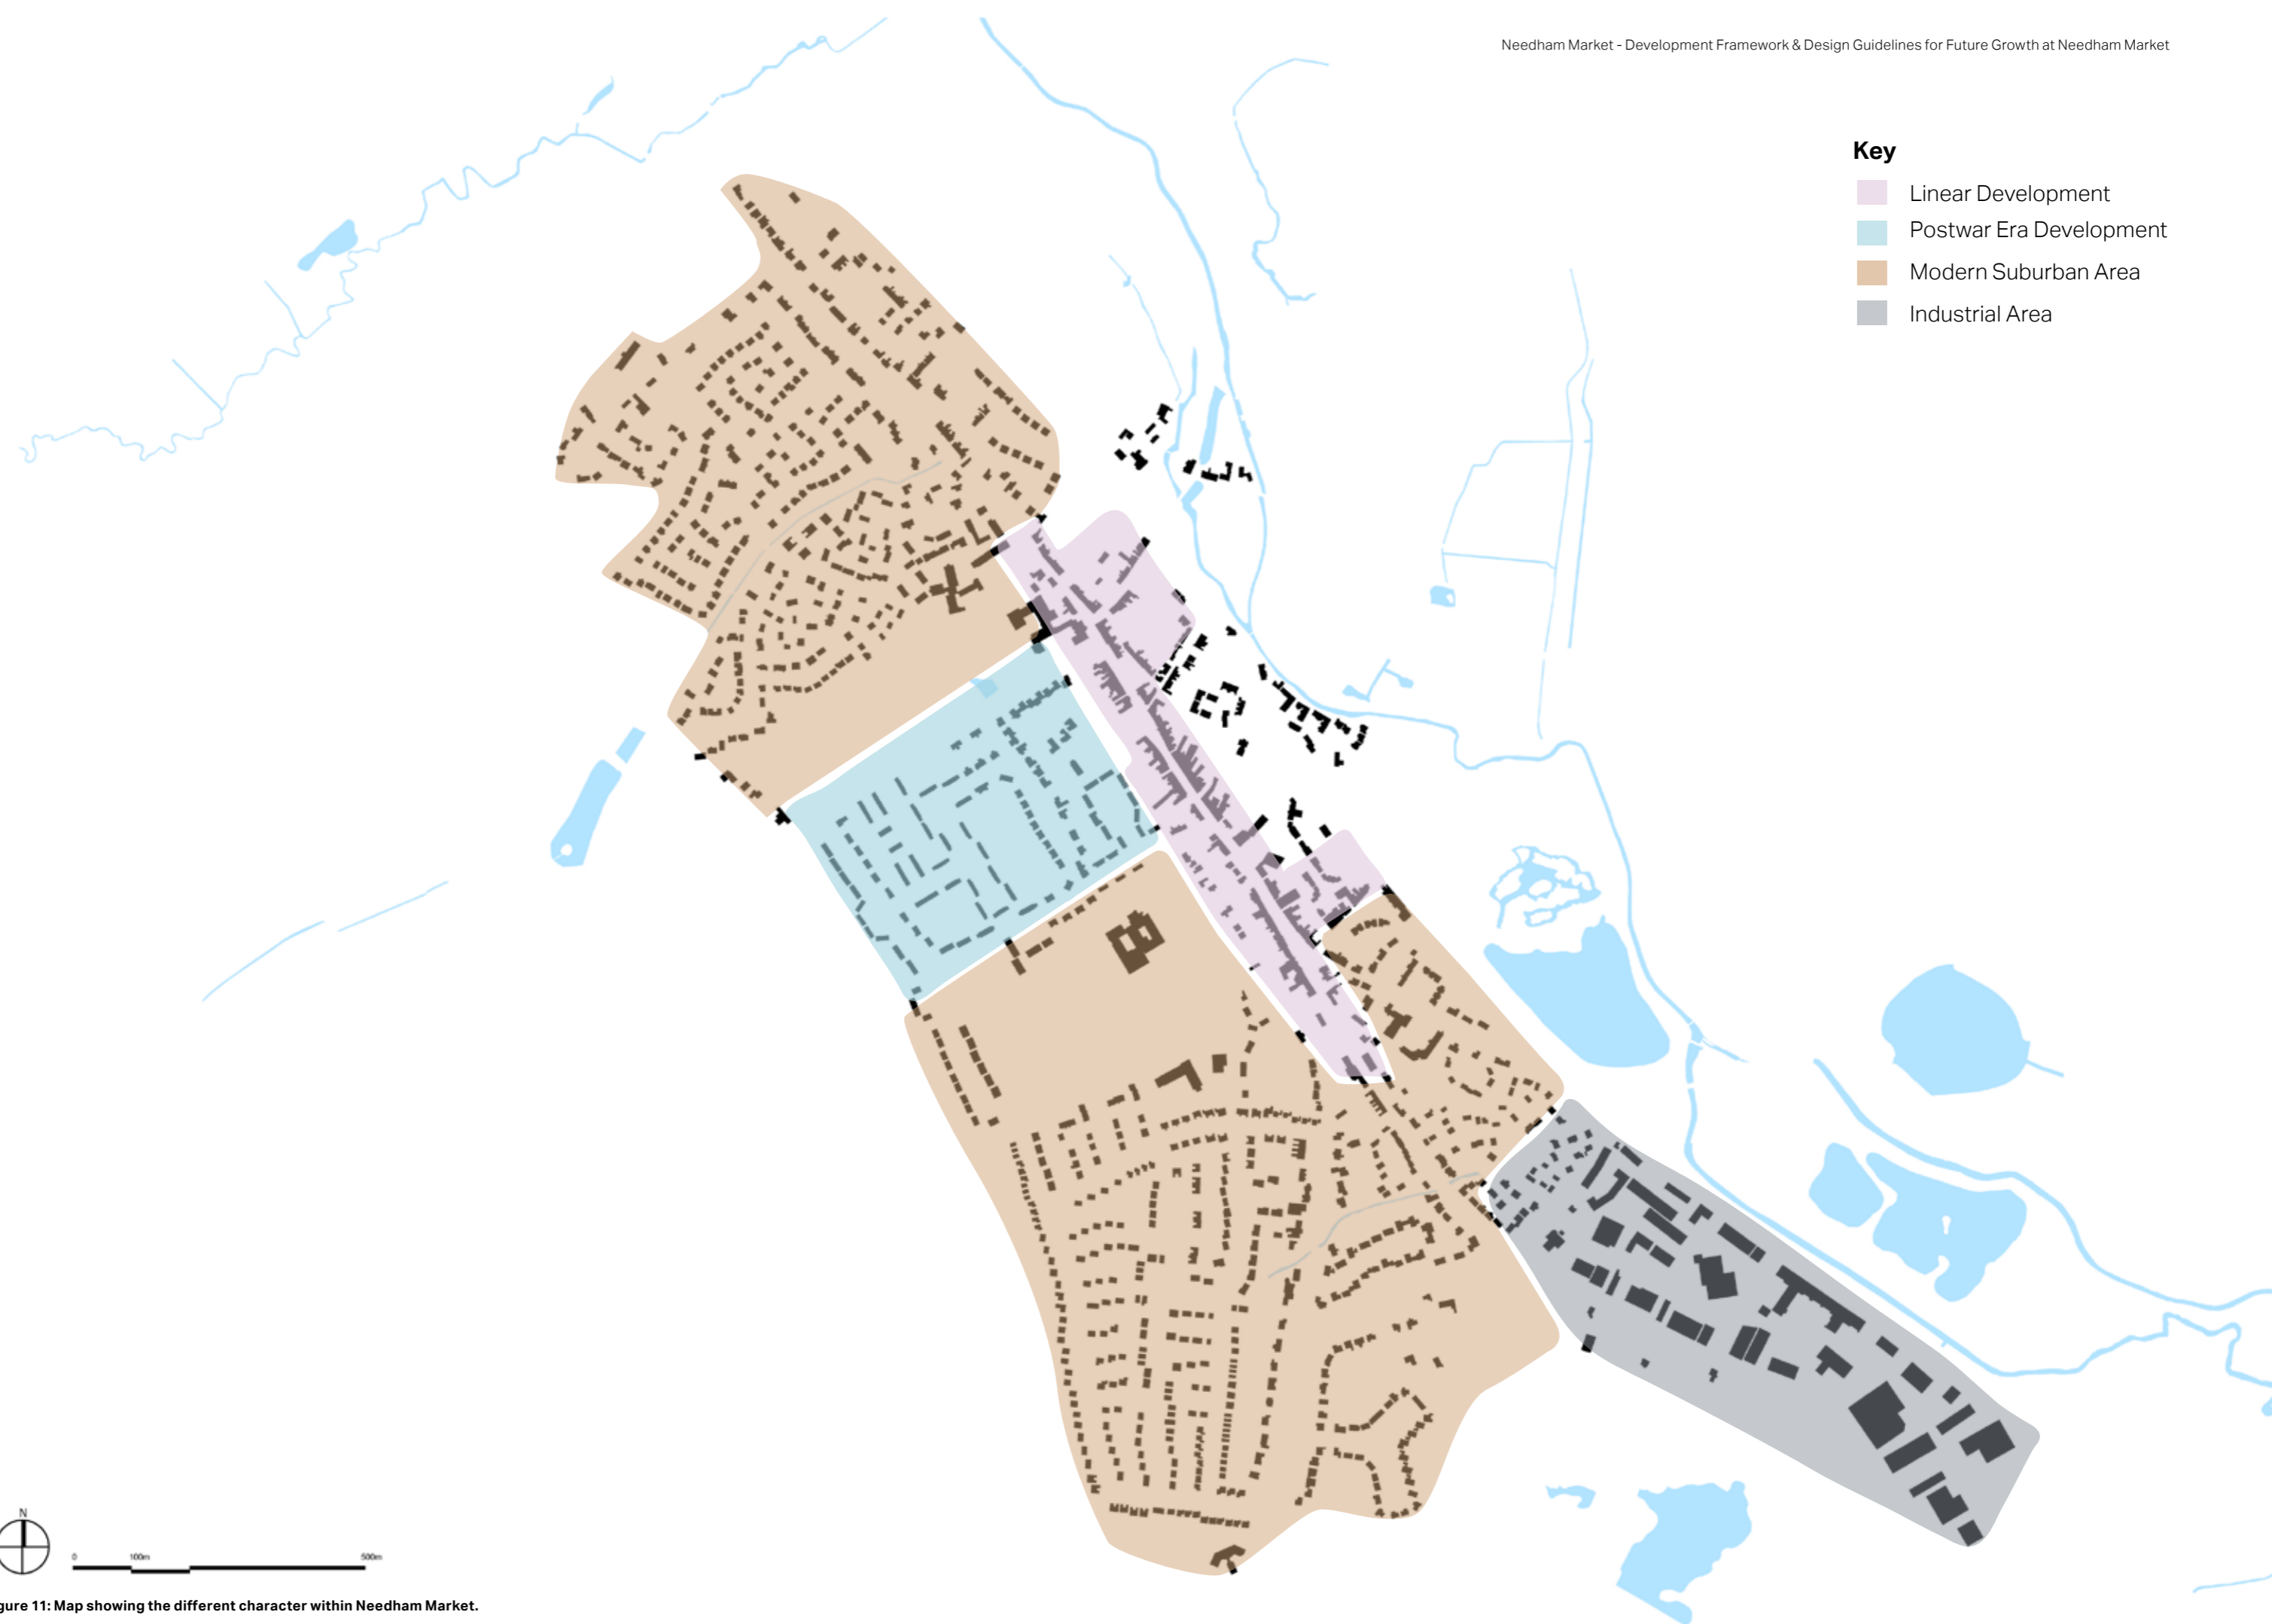 Needham Market - Development Framework & Design Guidelines for Future Growth at Needham Market
Key
Linear Development
Postwar Era Development
Modern Suburban Area
Industrial Area
N
0 100m 500m
gure 11: Map showing the different character within Needham Market.